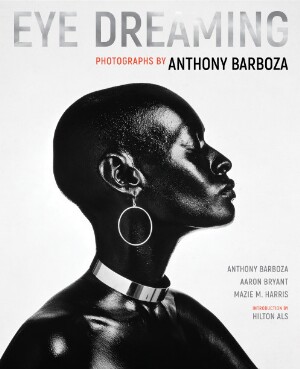 EYE DREAMING
PHOTOGRAPHS BY ANTHONY BARBOZA
ANTHONY BARBOZA
AARON BRYANT
MAZIE M. HARRIS
INTRODUCTION BY
HILTON ALS